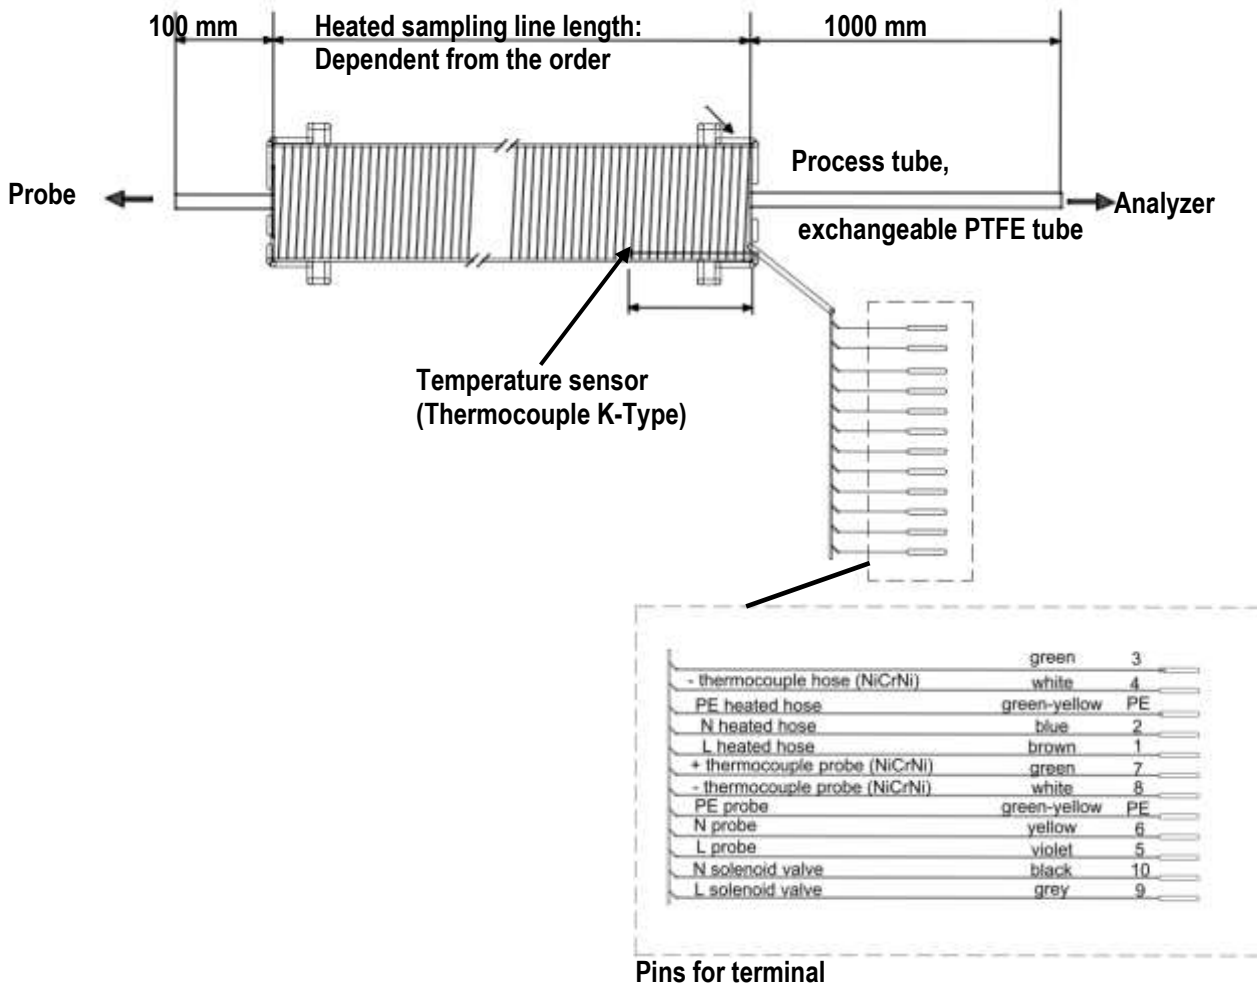 100 mm
Heated sampling line length:
Dependent from the order
1000 mm
Process tube,
Probe
Analyzer
exchangeable PTFE tube
Temperature sensor
(Thermocouple K-Type)
green 3
- thermocouple hose (NiCrNi) white 4
PE heated hose green-yellow PE
N heated hose blue 2
L heated hose brown 1
+ thermocouple probe (NiCrNi) green 7
- thermocouple probe (NiCrNi) white 8
PE probe green-yellow PE
N probe yellow 6
L probe violet 5
N solenoid valve black 10
L solenoid valve grey 9
Pins for terminal